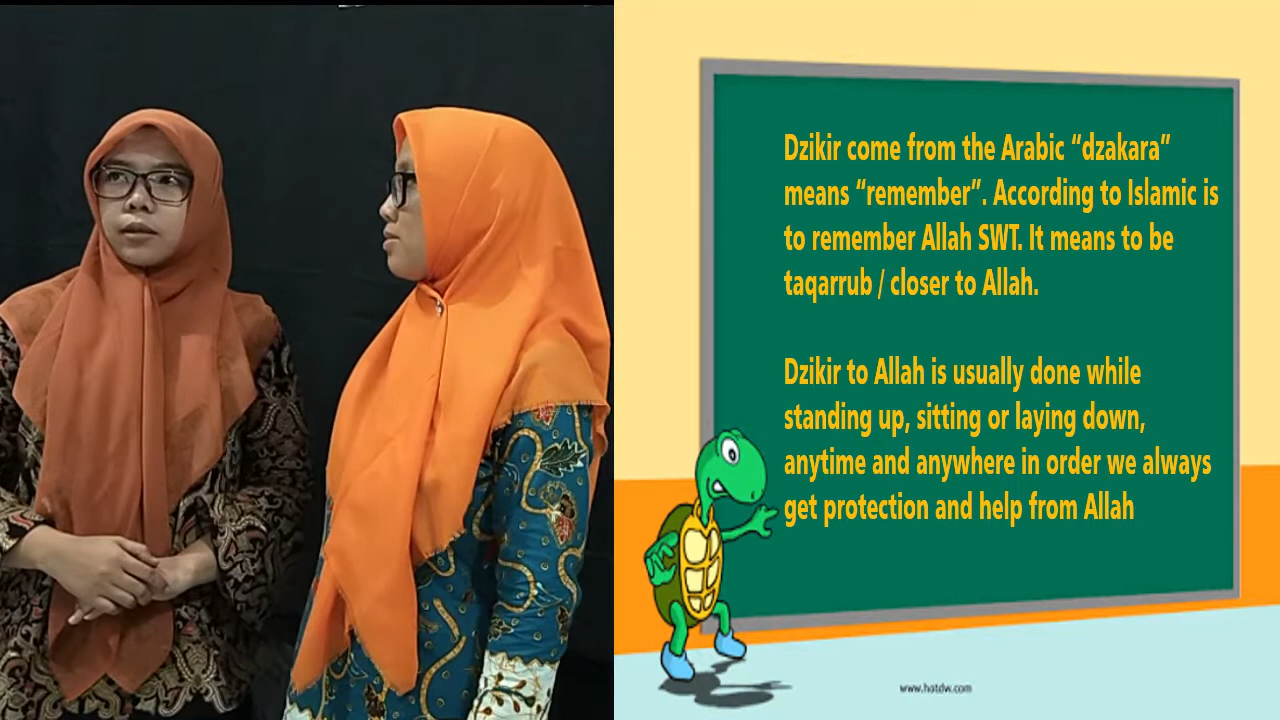 Dzikir come from the Arabic “dzakara”
means “remember”. According to Islamic is
to remember Allah SWT. It means to be
taqarrub / closer to Allah.
Dzikir to Allah is usually done while
standing up, sitting or laying down,
anytime and anywhere in order we always
get protection and help from Allah
www.hotdw.com